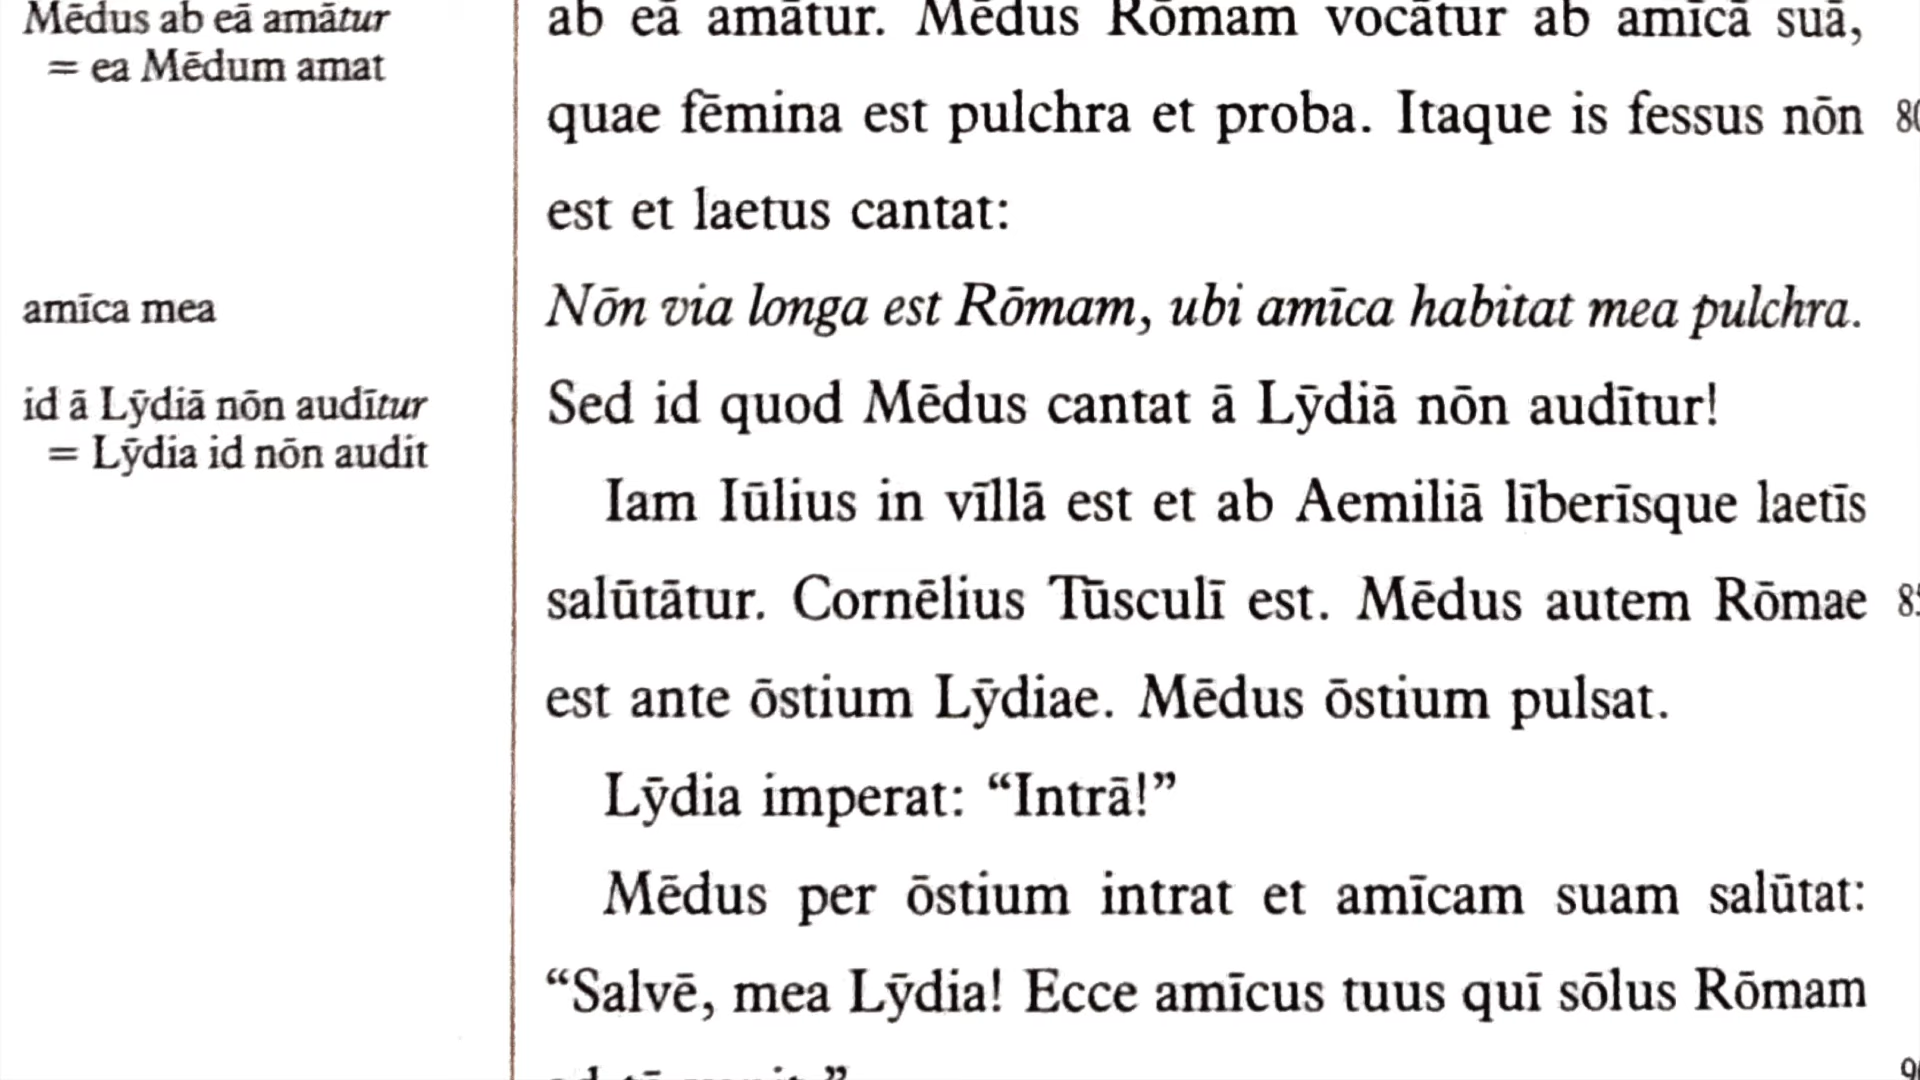 Mēdus ab eā amātur
= ea Mēdum amat
amīca mea
id ā Lȳdiā nōn audītur
= Lȳdia id nōn audit
ab eā amātur. Mēdus Rōmam vocātur ab amīcā suā,
quae fēmina est pulchra et proba. Itaque is fessus nōn
est et laetus cantat:
Nōn via longa est Rōmam, ubi amīca habitat mea pulchra.
Sed id quod Mēdus cantat ā Lȳdiā nōn audītur!
Iam Iūlius in vīllā est et ab Aemiliā līberīsque laetīs
salūtātur. Cornēlius Tūsculī est. Mēdus autem Rōmae
est ante ōstium Lȳdiae. Mēdus ōstium pulsat.
Lȳdia imperat: “Intrā!”
Mēdus per ōstium intrat et amīcam suam salūtat:
“Salvē, mea Lȳdia! Ecce amīcus tuus quī sōlus Rōmam